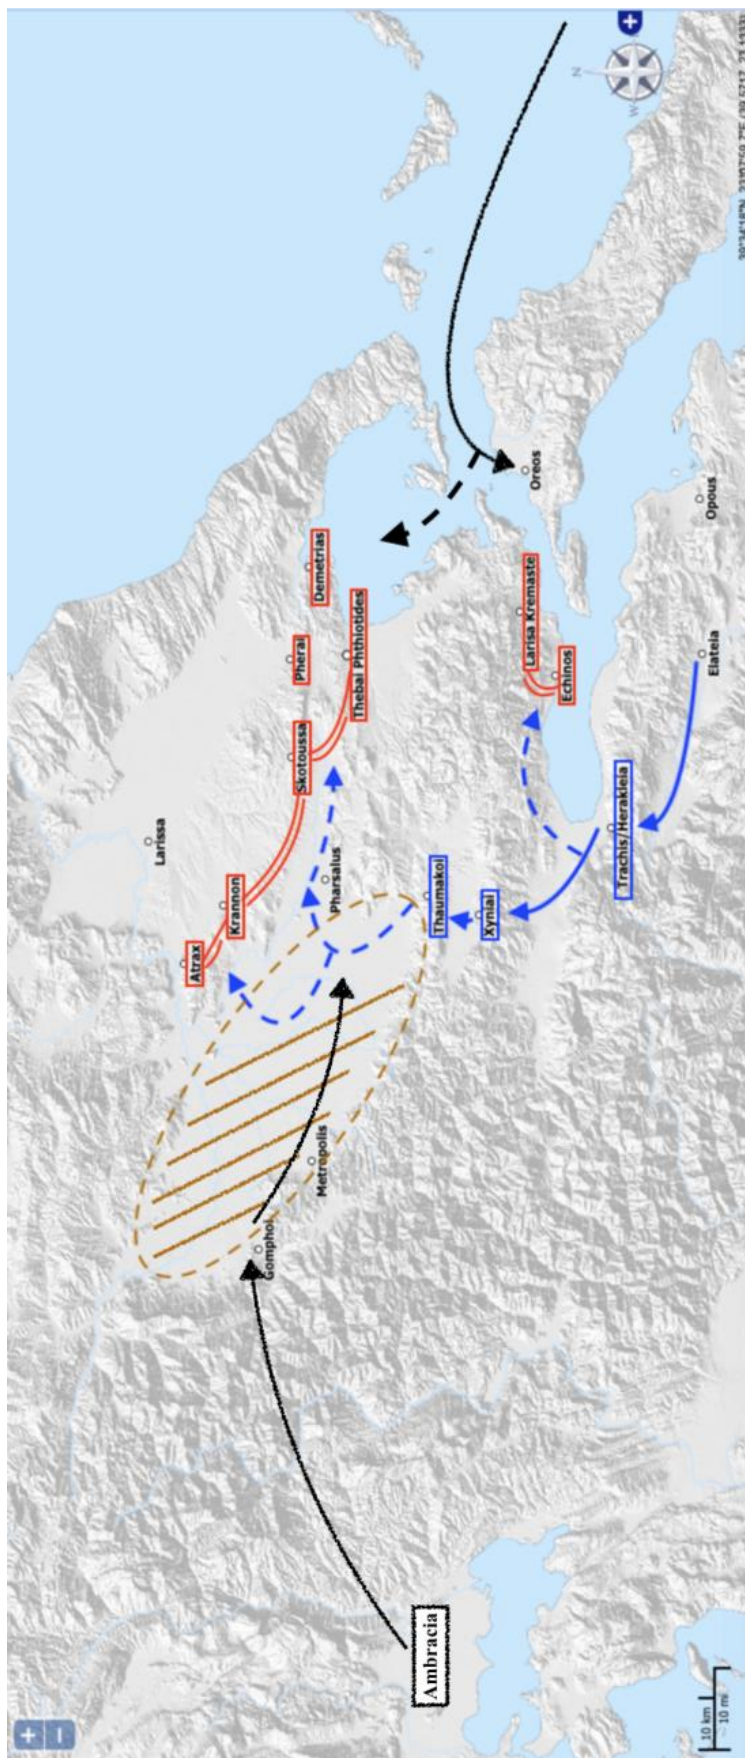 +
−
Larissa
Atrax
Krannon
Gomphoi
Skotoussa
Pherai
Demetrias
Metropolis
Pharsalus
Thebai Phthiotides
Ambracia
Thaumakoi
Xyniai
Larisa Kremaste
Oreos
Echinos
N
Trachis/Herakleia
W
+
Elateia
Opous
10 km
10 mi